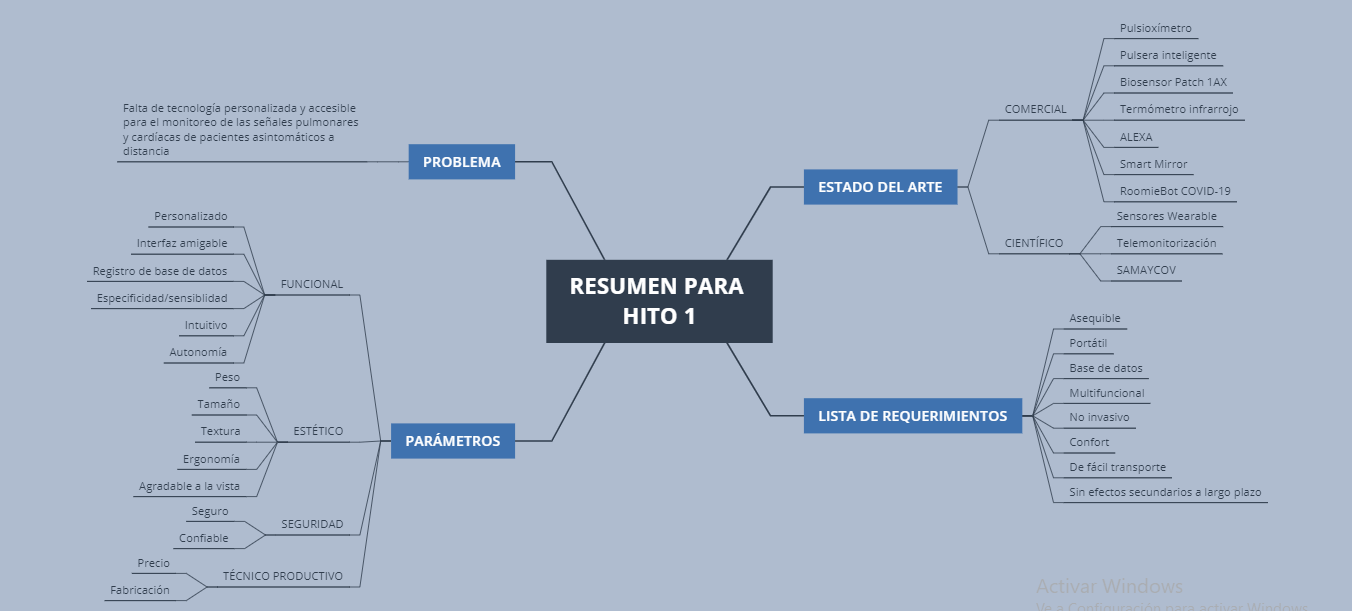 RESUMEN PARA
HITO 1
PROBLEMA
Falta de tecnología personalizada y accesible
para el monitoreo de las señales pulmonares
y cardíacas de pacientes asintomáticos a
distancia
PARÁMETROS
FUNCIONAL
Personalizado
Interfaz amigable
Registro de base de datos
Especificidad/sensiblidad
Intuitivo
Autonomía
ESTÉTICO
Peso
Tamaño
Textura
Ergonomía
Agradable a la vista
SEGURIDAD
Seguro
Confiable
TÉCNICO PRODUCTIVO
Precio
Fabricación
ESTADO DEL ARTE
COMERCIAL
Pulsioxímetro
Pulsera inteligente
Biosensor Patch 1AX
Termómetro infrarrojo
ALEXA
Smart Mirror
RoomieBot COVID-19
CIENTÍFICO
Sensores Wearable
Telemonitorización
SAMAYCOV
LISTA DE REQUERIMIENTOS
Asequible
Portátil
Base de datos
Multifuncional
No invasivo
Confort
De fácil transporte
Sin efectos secundarios a largo plazo
Activar Windows
Ve a Configuración para activar Windows.